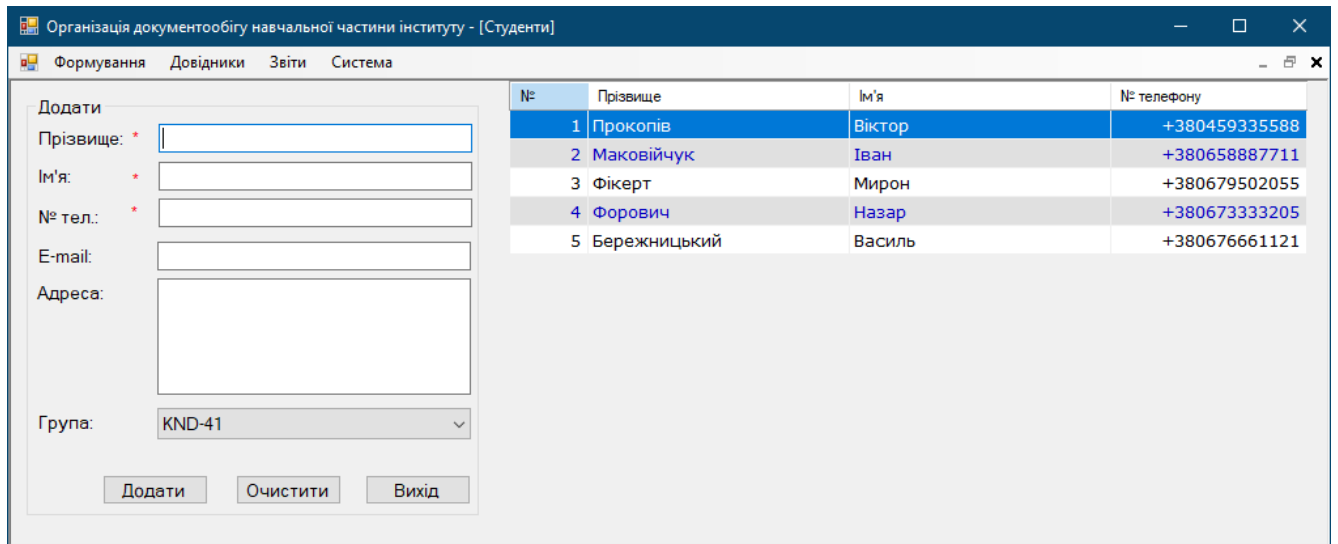 Організація документообігу навчальної частини інституту - [Студенти]
Формування Довідники Звіти Система
Додати
Прізвище: *
Ім'я: *
№ тел.: *
E-mail:
Адреса:
Група: KND-41
Додати Очистити Вихід
№ Прізвище Ім'я № телефону
1 Прокопів Віктор +380459335588
2 Маковійчук Іван +380658887711
3 Фікерт Мирон +380679502055
4 Форович Назар +380673333205
5 Бережницький Василь +380676661121